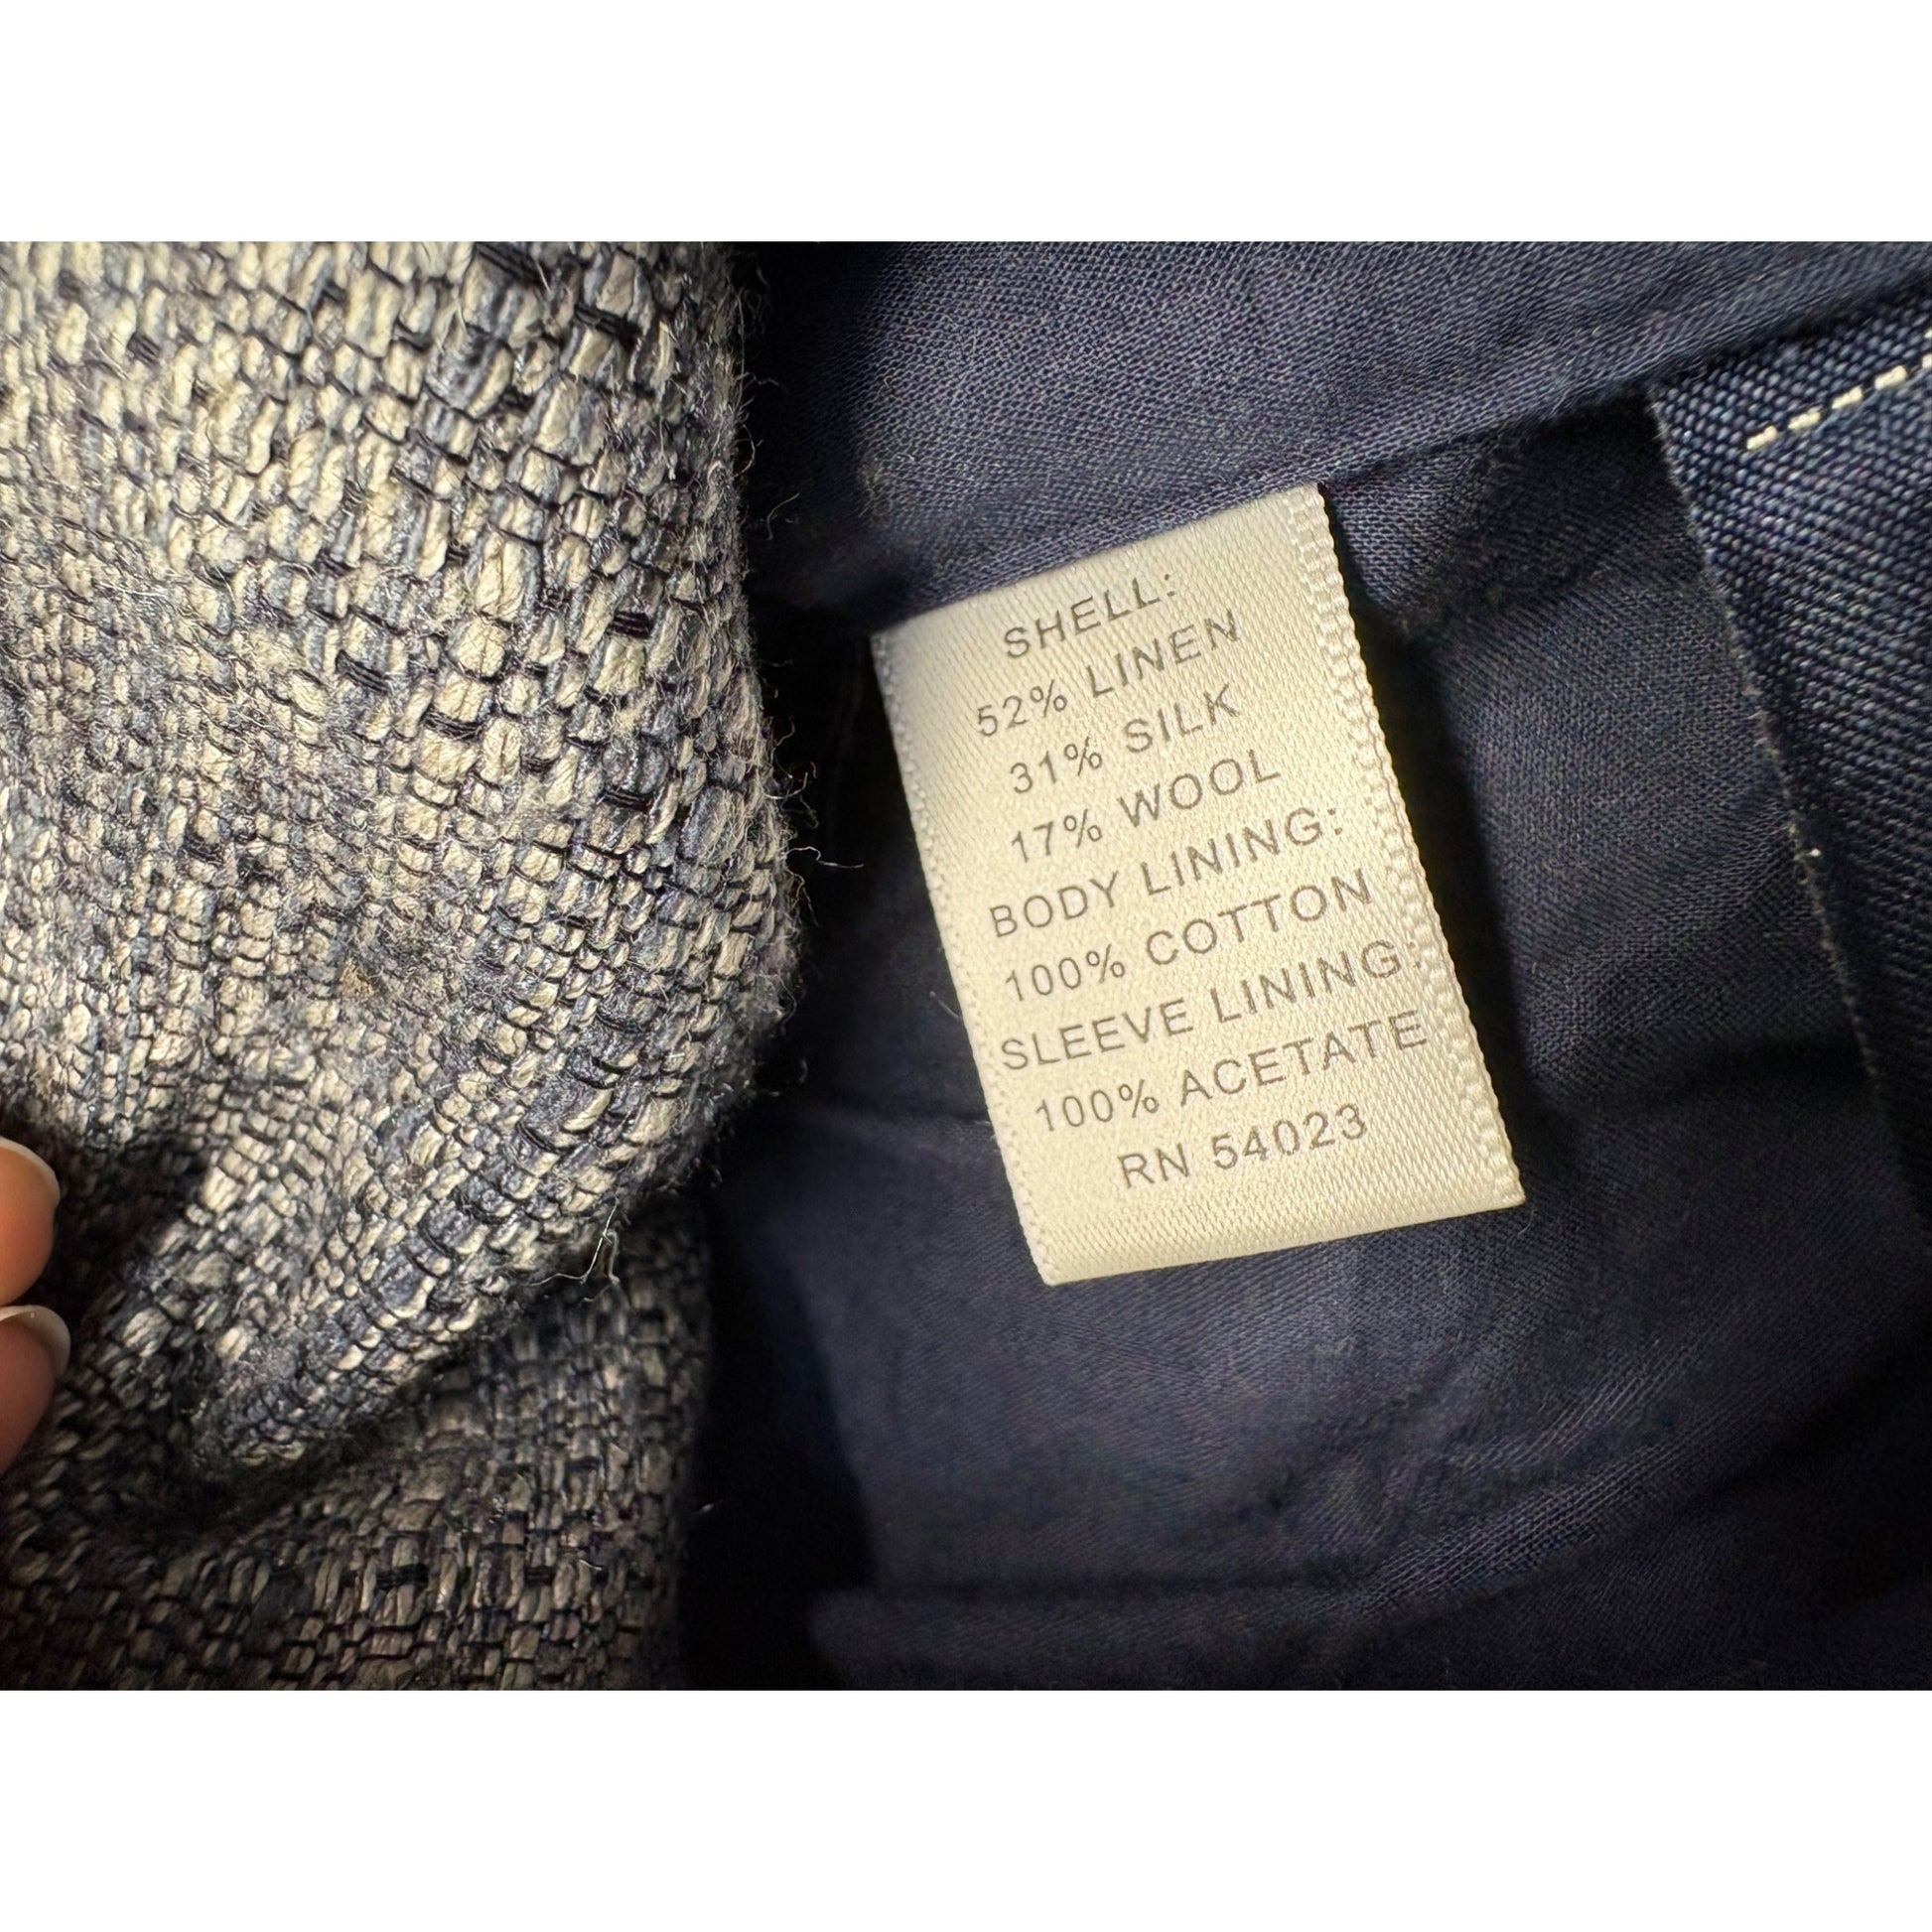 SHELL:
52% LINEN
31% SILK
17% WOOL
BODY LINING:
100% COTTON
SLEEVE LINING:
100% ACETATE
RN 54023